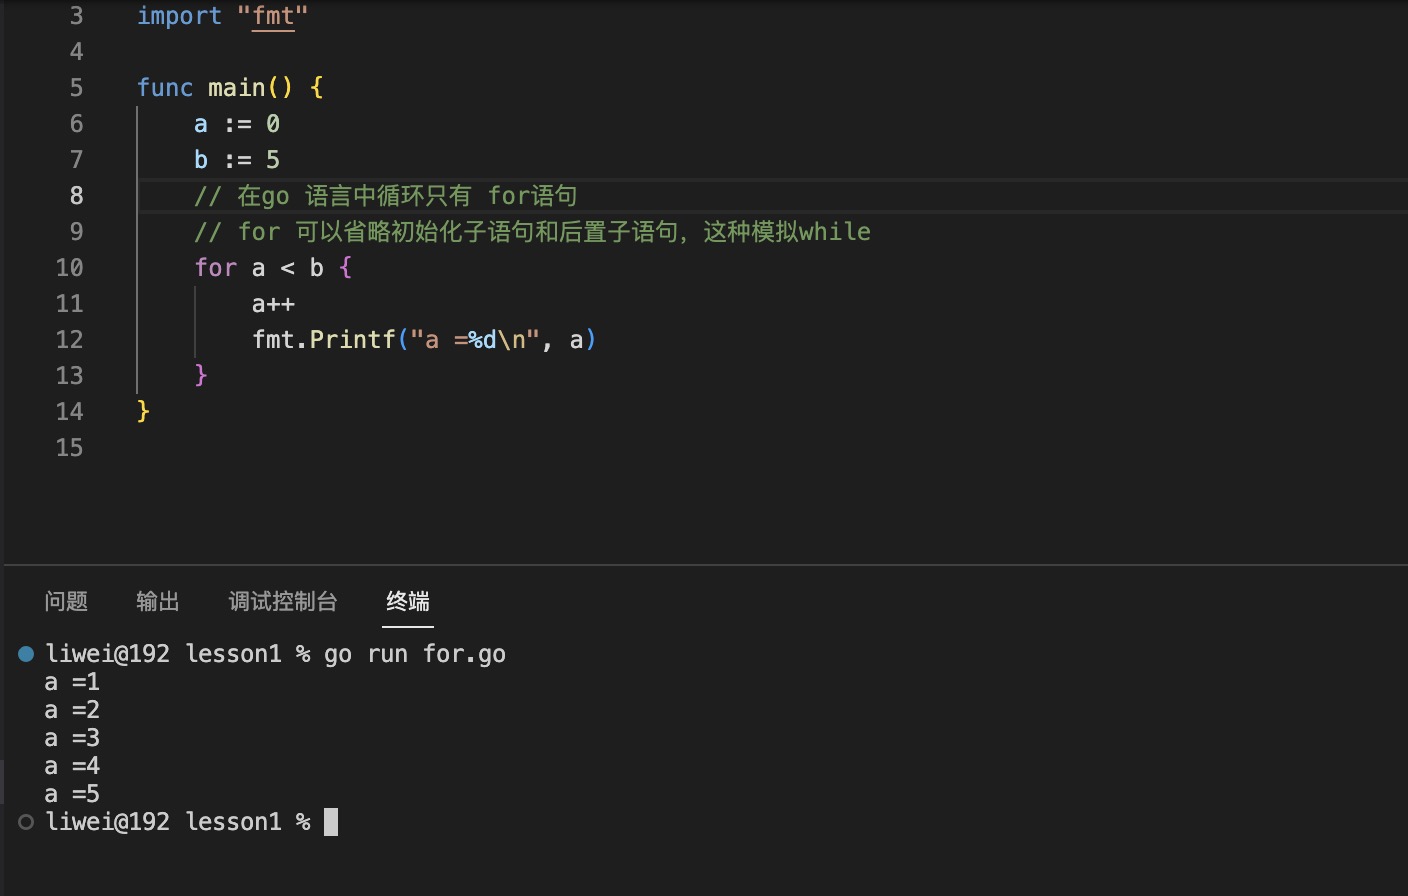 3 import "fmt"
4
5 func main() {
6 a := 0
7 b := 5
8 // 在go 语言中循环只有 for语句
9 // for 可以省略初始化子语句和后置子语句，这种模拟while
10 for a < b {
11 a++
12 fmt.Printf("a =%d\n", a)
13 }
14 }
15
问题 输出 调试控制台 终端
liwei@192 lesson1 % go run for.go
a =1
a =2
a =3
a =4
a =5
liwei@192 lesson1 %